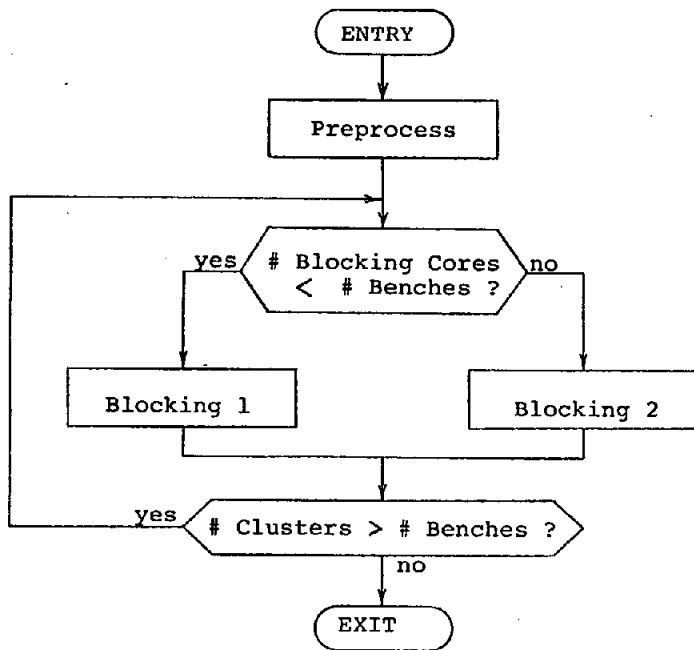 ENTRY
Preprocess
yes
# Blocking Cores
< # Benches ?
no
Blocking 1
Blocking 2
yes
# Clusters > # Benches ?
no
EXIT